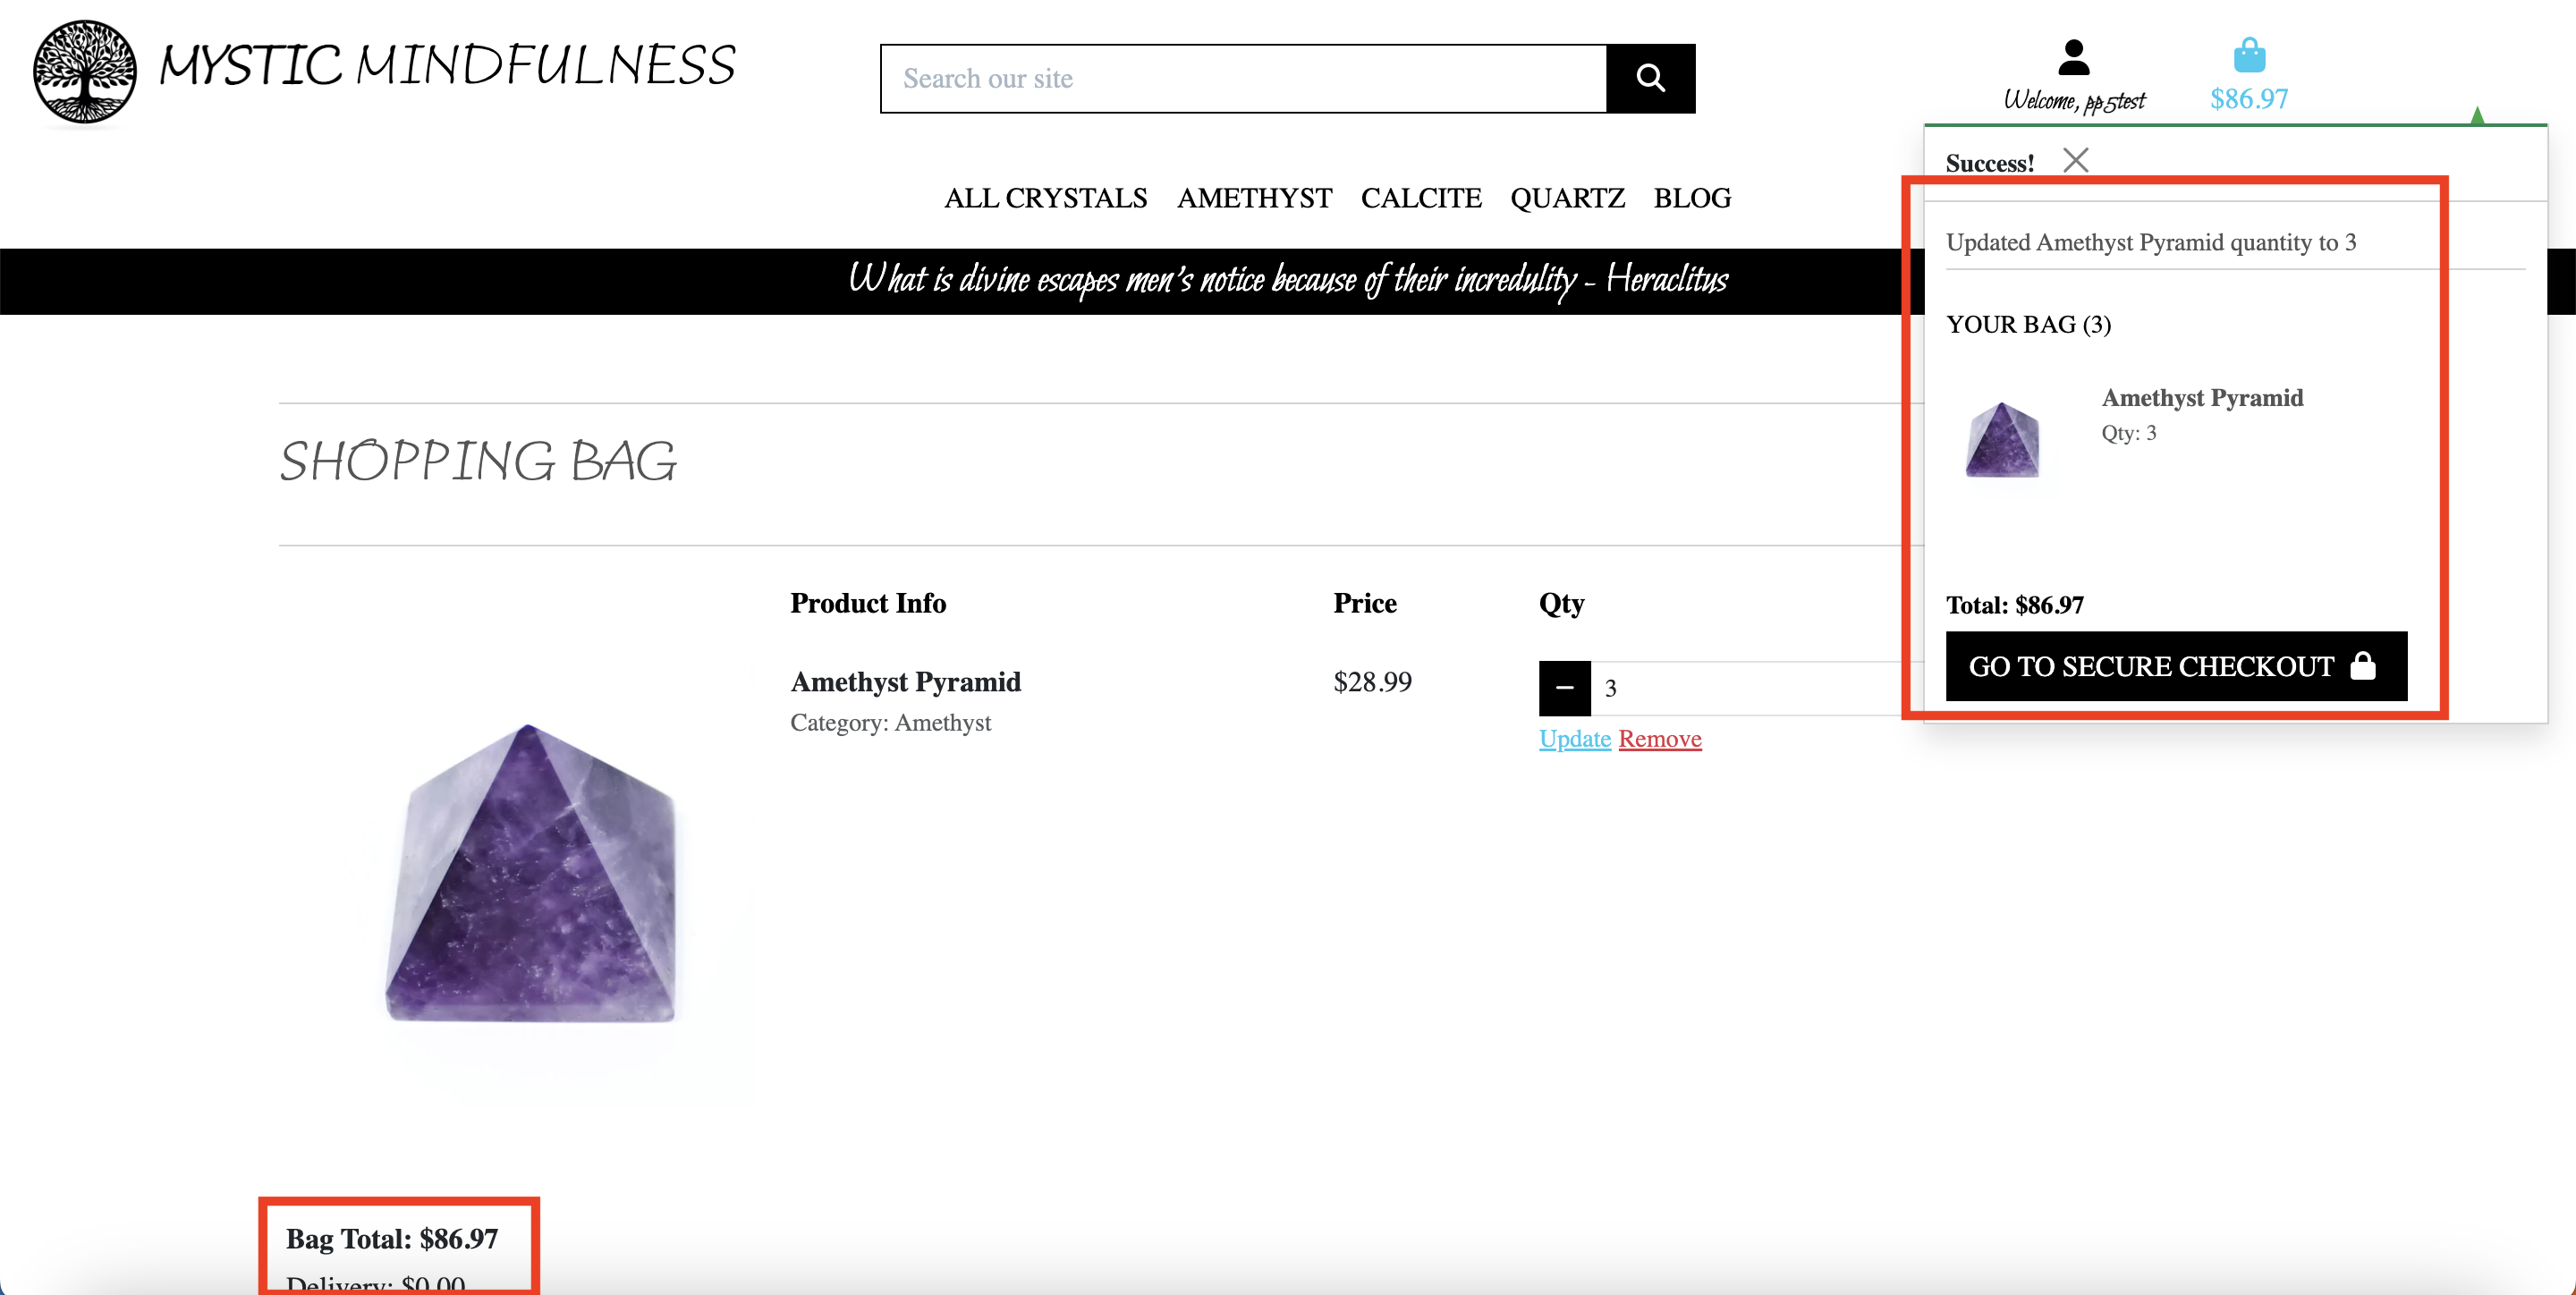 MYSTIC MINDFULNESS
Search our site
Welcome, pp5test
$86.97
ALL CRYSTALS AMETHYST CALCITE QUARTZ BLOG
What is divine escapes men's notice because of their incredulity - Heraclitus
Success!
Updated Amethyst Pyramid quantity to 3
YOUR BAG (3)
Amethyst Pyramid
Qty: 3
Total: $86.97
GO TO SECURE CHECKOUT
SHOPPING BAG
Product Info Price Qty
Amethyst Pyramid $28.99 3
Category: Amethyst
Update Remove
Bag Total: $86.97
Delivery: $0.00